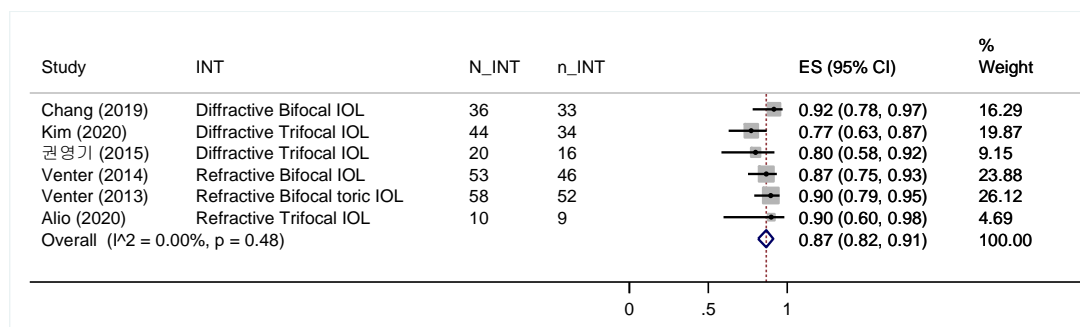 %
Study INT N_INT n_INT ES (95% CI) Weight
Chang (2019) Diffractive Bifocal IOL 36 33 0.92 (0.78, 0.97) 16.29
Kim (2020) Diffractive Trifocal IOL 44 34 0.77 (0.63, 0.87) 19.87
권영기 (2015) Diffractive Trifocal IOL 20 16 0.80 (0.58, 0.92) 9.15
Venter (2014) Refractive Bifocal IOL 53 46 0.87 (0.75, 0.93) 23.88
Venter (2013) Refractive Bifocal toric IOL 58 52 0.90 (0.79, 0.95) 26.12
Alio (2020) Refractive Trifocal IOL 10 9 0.90 (0.60, 0.98) 4.69
Overall (I^2 = 0.00%, p = 0.48) 0.87 (0.82, 0.91) 100.00
0 .5 1